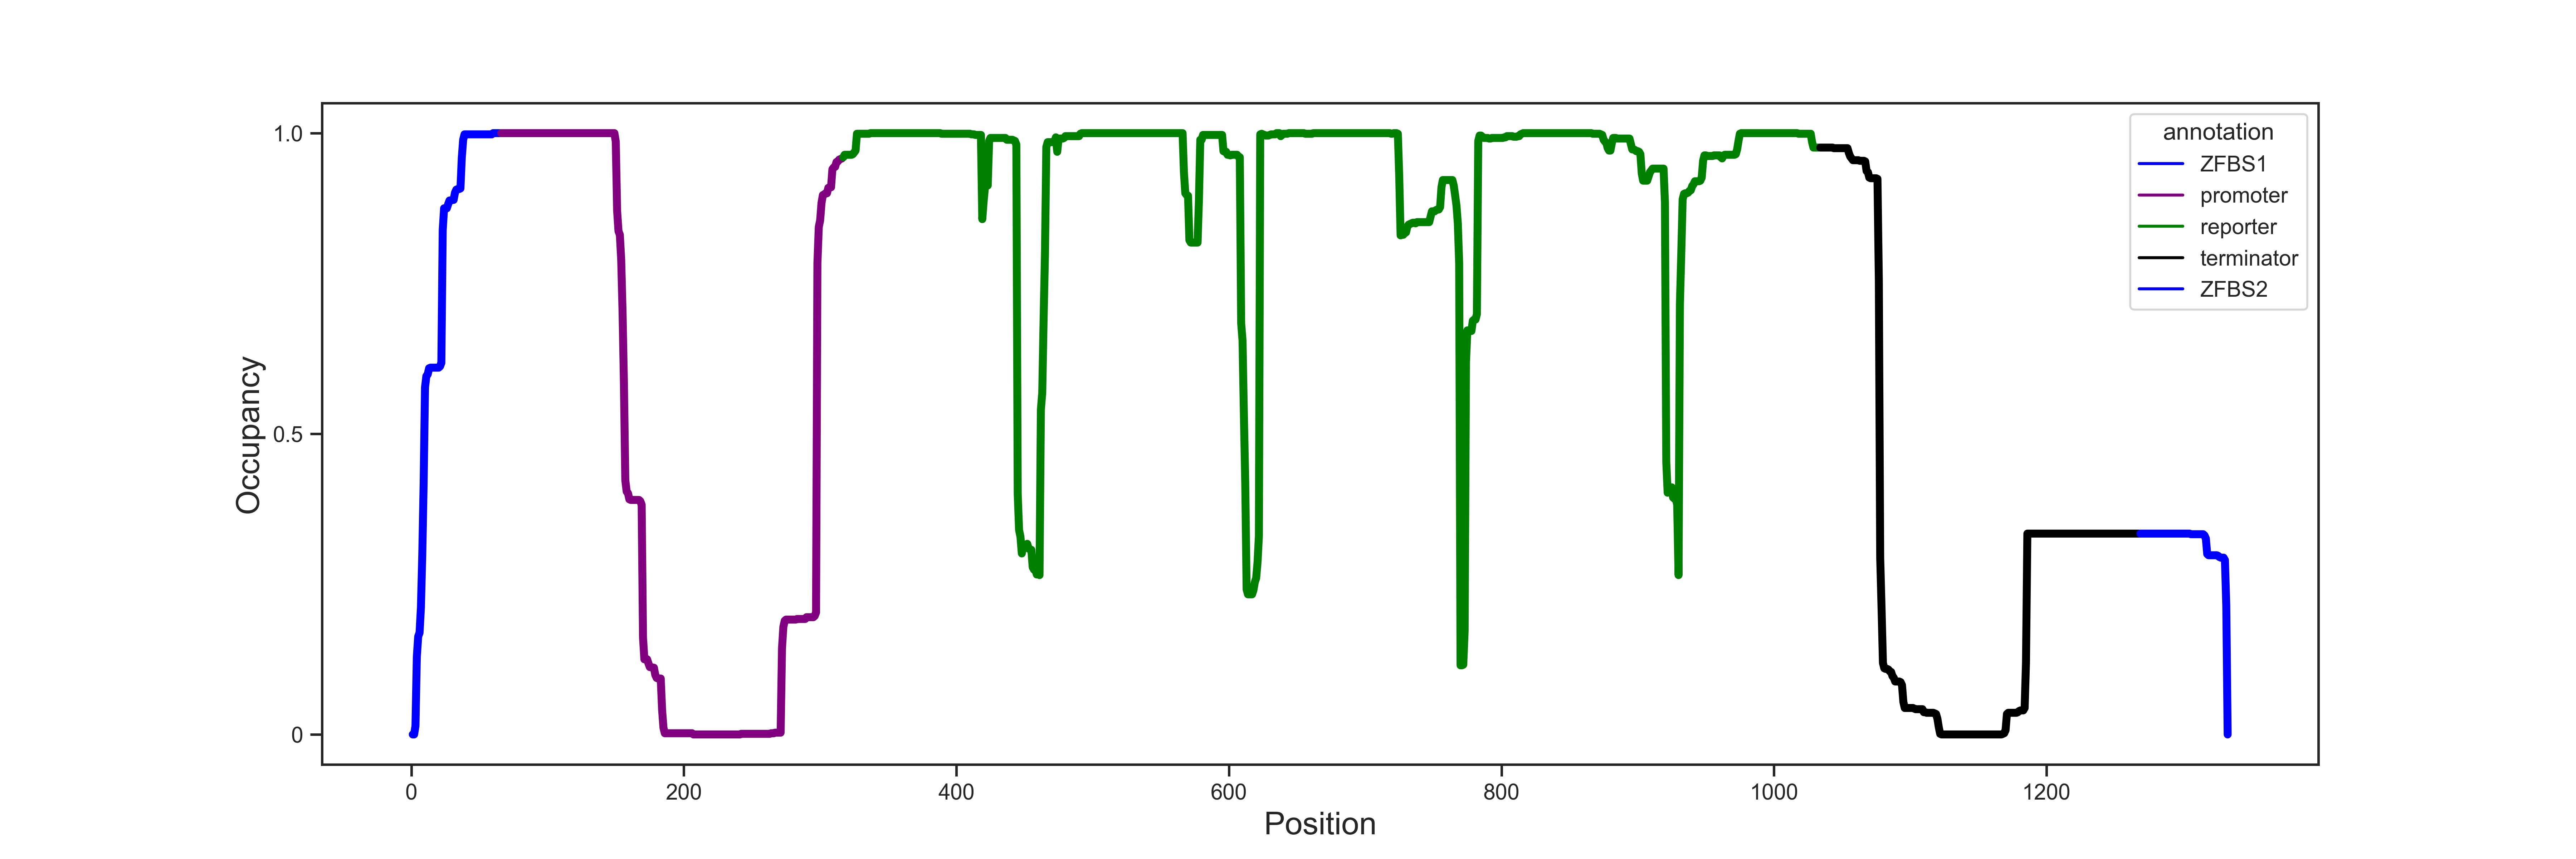 annotation
ZFBS1
promoter
reporter
terminator
ZFBS2
Occupancy
1.0
0.5
0
0 200 400 600 800 1000 1200
Position